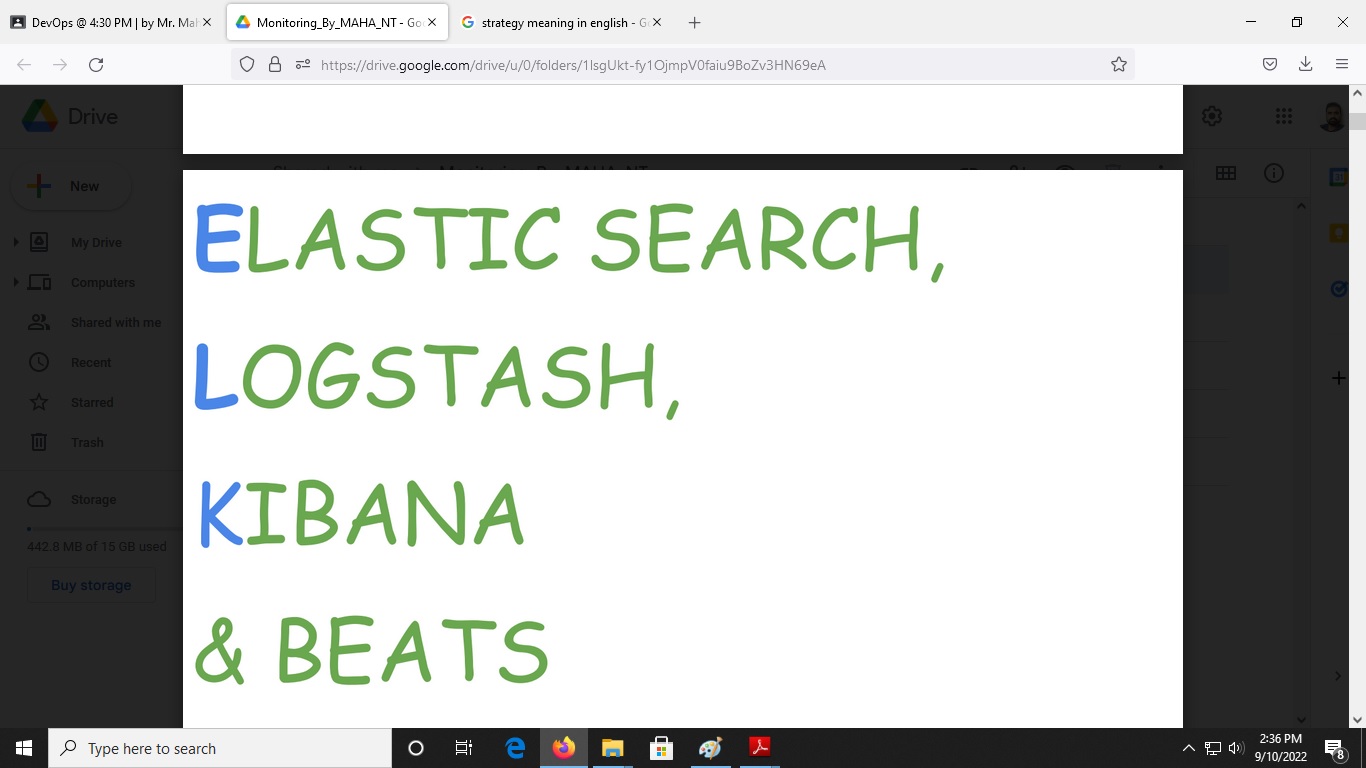 DevOps @ 4:30 PM | by Mr. Mah
Monitoring_By_MAHA_NT - Goo
strategy meaning in english - Go
https://drive.google.com/drive/u/0/folders/1lsgUkt-fy1OjmpV0faiu9BoZv3HN69eA
Drive
New
My Drive
Computers
Shared with me
Recent
Starred
Trash
Storage
442.8 MB of 15 GB used
Buy storage
ELASTIC SEARCH,
LOGSTASH,
KIBANA
& BEATS
Type here to search
2:36 PM
9/10/2022
8